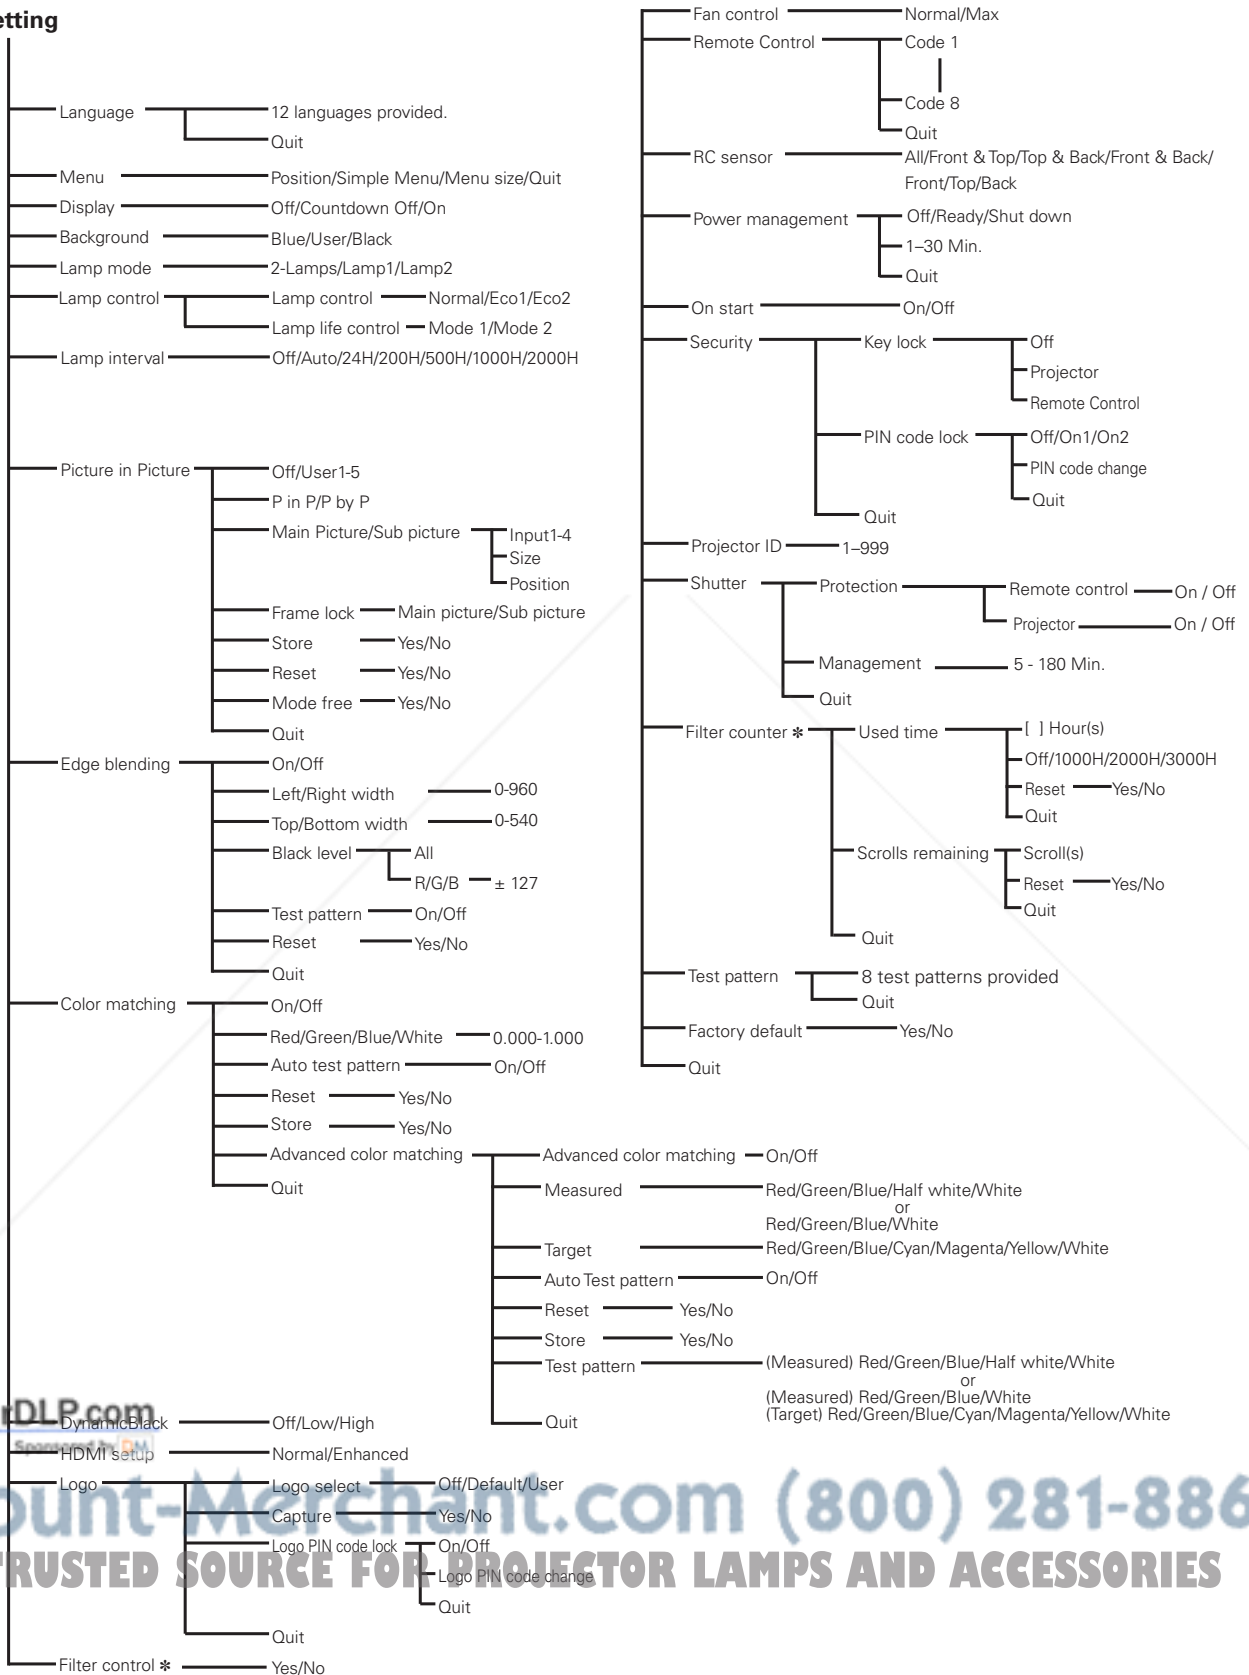 etting
Language 12 languages provided.
Quit
Menu Position/Simple Menu/Menu size/Quit
Display Off/Countdown Off/On
Background Blue/User/Black
Lamp mode 2-Lamps/Lamp1/Lamp2
Lamp control Lamp control Normal/Eco1/Eco2
Lamp life control Mode 1/Mode 2
Lamp interval Off/Auto/24H/200H/500H/1000H/2000H
Picture in Picture Off/User1-5
P in P/P by P
Main Picture/Sub picture Input1-4
Size
Position
Frame lock Main picture/Sub picture
Store Yes/No
Reset Yes/No
Mode free Yes/No
Quit
Edge blending On/Off
Left/Right width 0-960
Top/Bottom width 0-540
Black level All
R/G/B ± 127
Test pattern On/Off
Reset Yes/No
Quit
Color matching On/Off
Red/Green/Blue/White 0.000-1.000
Auto test pattern On/Off
Reset Yes/No
Store Yes/No
Advanced color matching Advanced color matching On/Off
Quit
Measured Red/Green/Blue/Half white/White
or
Red/Green/Blue/White
Target Red/Green/Blue/Cyan/Magenta/Yellow/White
Auto Test pattern On/Off
Reset Yes/No
Store Yes/No
Test pattern (Measured) Red/Green/Blue/Half white/White
or
(Measured) Red/Green/Blue/White
(Target) Red/Green/Blue/Cyan/Magenta/Yellow/White
Quit
DynamicBlack Off/Low/High
HDMI setup Normal/Enhanced
Logo Logo select Off/Default/User
Capture Yes/No
Logo PIN code lock On/Off
Logo PIN code change
Quit
Quit
Filter control ✻ Yes/No
Fan control Normal/Max
Remote Control Code 1
Code 8
Quit
RC sensor All/Front & Top/Top & Back/Front & Back/
Front/Top/Back
Power management Off/Ready/Shut down
1–30 Min.
Quit
On start On/Off
Security Key lock Off
Projector
Remote Control
PIN code lock Off/On1/On2
PIN code change
Quit
Quit
Projector ID 1–999
Shutter Protection Remote control On / Off
Projector On / Off
Management 5 - 180 Min.
Quit
Filter counter ✻ Used time [ ] Hour(s)
Off/1000H/2000H/3000H
Reset Yes/No
Quit
Scrolls remaining Scroll(s)
Reset Yes/No
Quit
Quit
Test pattern 8 test patterns provided
Quit
Factory default Yes/No
Quit
rDLP.com
Sponsored by DM
ount-Merchant.com (800) 281-886
TRUSTED SOURCE FOR PROJECTOR LAMPS AND ACCESSORIES